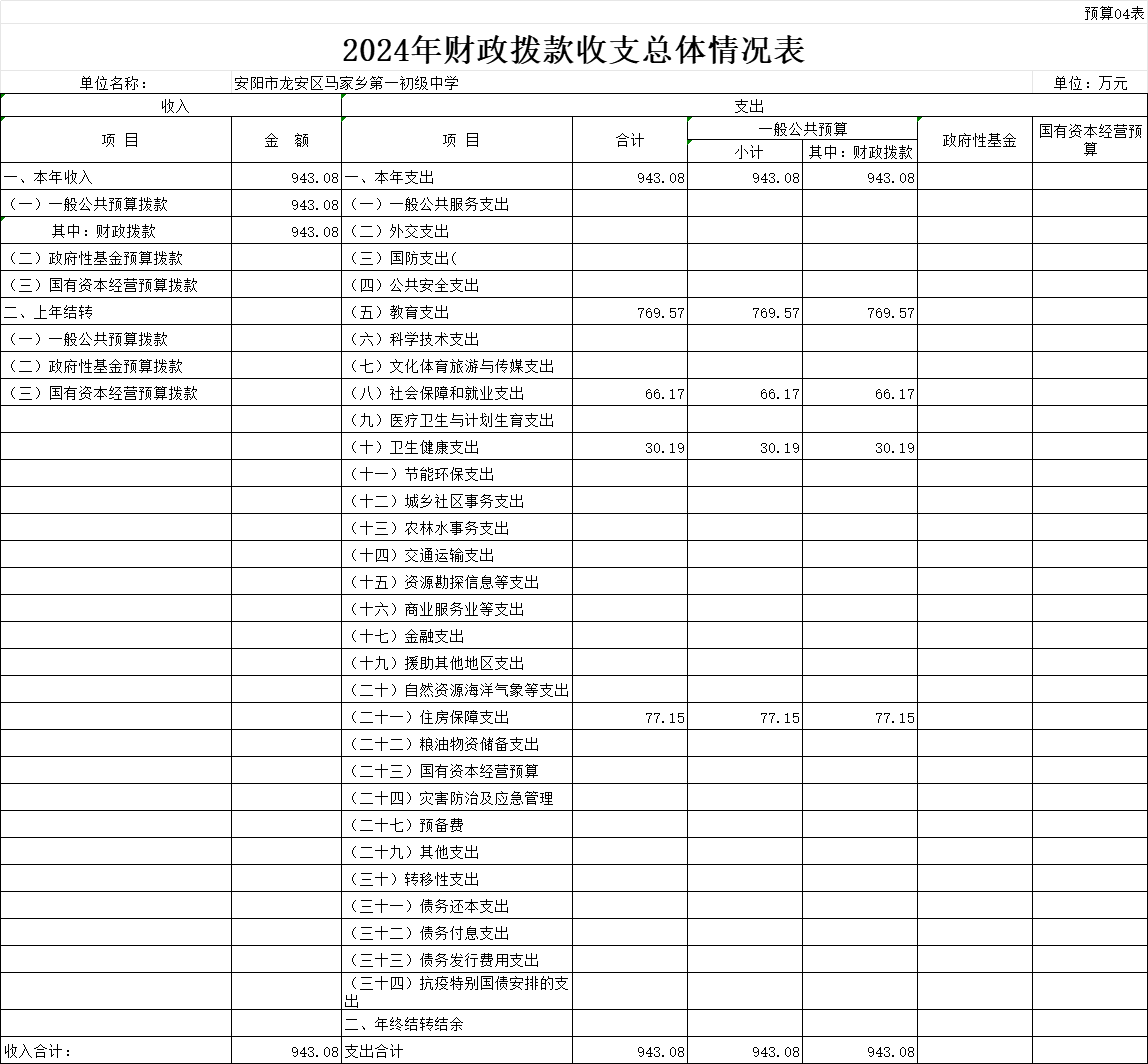 预算04表
2024年财政拨款收支总体情况表
单位名称： 安阳市龙安区马家乡第一初级中学 单位：万元
收入 支出
项 目 金 额 项 目 合计 一般公共预算 政府性基金 国有资本经营预算
小计 其中：财政拨款
一、本年收入 943.08 一、本年支出 943.08 943.08 943.08
（一）一般公共预算拨款 943.08 （一）一般公共服务支出
其中：财政拨款 943.08 （二）外交支出
（二）政府性基金预算拨款 （三）国防支出(
（三）国有资本经营预算拨款 （四）公共安全支出
二、上年结转 （五）教育支出 769.57 769.57 769.57
（一）一般公共预算拨款 （六）科学技术支出
（二）政府性基金预算拨款 （七）文化体育旅游与传媒支出
（三）国有资本经营预算拨款 （八）社会保障和就业支出 66.17 66.17 66.17
（九）医疗卫生与计划生育支出
（十）卫生健康支出 30.19 30.19 30.19
（十一）节能环保支出
（十二）城乡社区事务支出
（十三）农林水事务支出
（十四）交通运输支出
（十五）资源勘探信息等支出
（十六）商业服务业等支出
（十七）金融支出
（十九）援助其他地区支出
（二十）自然资源海洋气象等支出
（二十一）住房保障支出 77.15 77.15 77.15
（二十二）粮油物资储备支出
（二十三）国有资本经营预算
（二十四）灾害防治及应急管理
（二十七）预备费
（二十九）其他支出
（三十）转移性支出
（三十一）债务还本支出
（三十二）债务付息支出
（三十三）债务发行费用支出
（三十四）抗疫特别国债安排的支
出
二、年终结转结余
收入合计： 943.08 支出合计 943.08 943.08 943.08